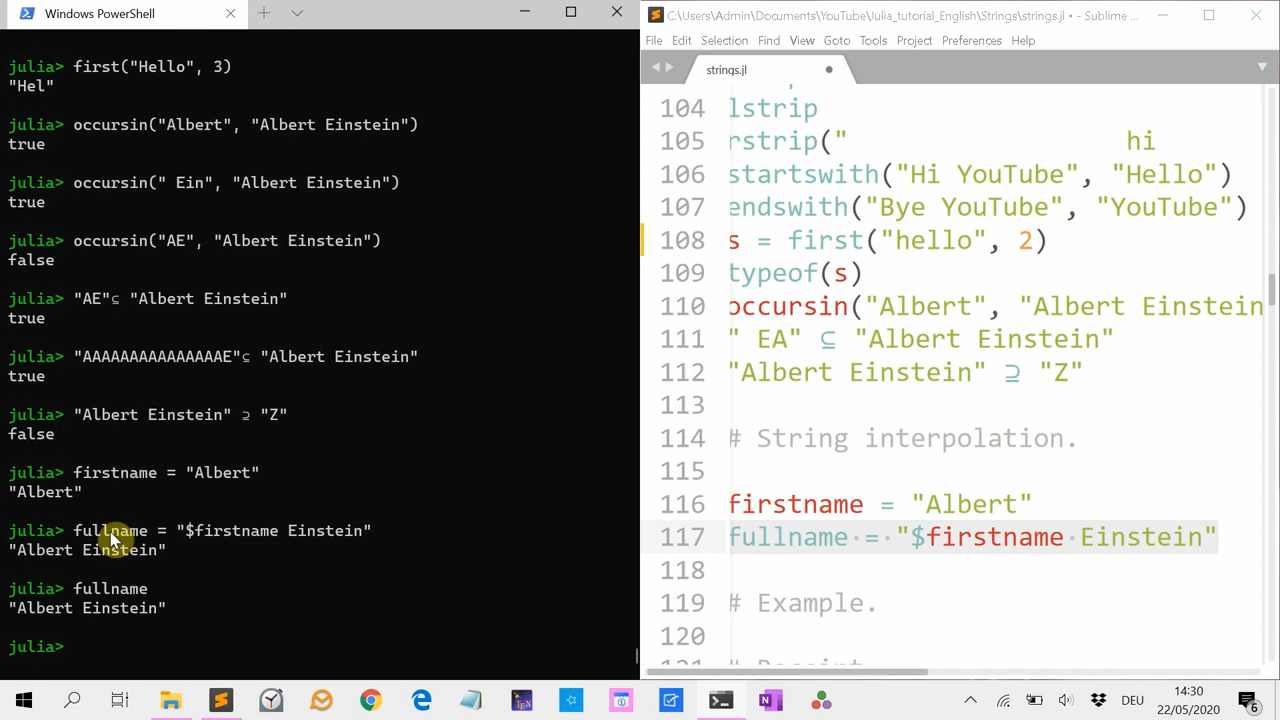 Windows PowerShell
julia> first("Hello", 3)
"Hel"
julia> occursin("Albert", "Albert Einstein")
true
julia> occursin(" Ein", "Albert Einstein")
true
julia> occursin("AE", "Albert Einstein")
false
julia> "AE"⊆ "Albert Einstein"
true
julia> "AAAAAAAAAAAAAAAE"⊆ "Albert Einstein"
true
julia> "Albert Einstein" ⊇ "Z"
false
julia> firstname = "Albert"
"Albert"
julia> fullname = "$firstname Einstein"
"Albert Einstein"
julia> fullname
"Albert Einstein"
julia>
C:\Users\Admin\Documents\YouTube\Julia_tutorial_English\Strings\strings.jl • - Sublime ...
File Edit Selection Find View Goto Tools Project Preferences Help
strings.jl
104 lstrip
105 rstrip(" hi
106 startswith("Hi YouTube", "Hello")
107 endswith("Bye YouTube", "YouTube")
108 s = first("hello", 2)
109 typeof(s)
110 occursin("Albert", "Albert Einstein
111 " EA" ⊆ "Albert Einstein"
112 "Albert Einstein" ⊇ "Z"
113
114 # String interpolation.
115
116 firstname = "Albert"
117 fullname = "$firstname Einstein"
118
119 # Example.
120
DEU
14:30
22/05/2020
6